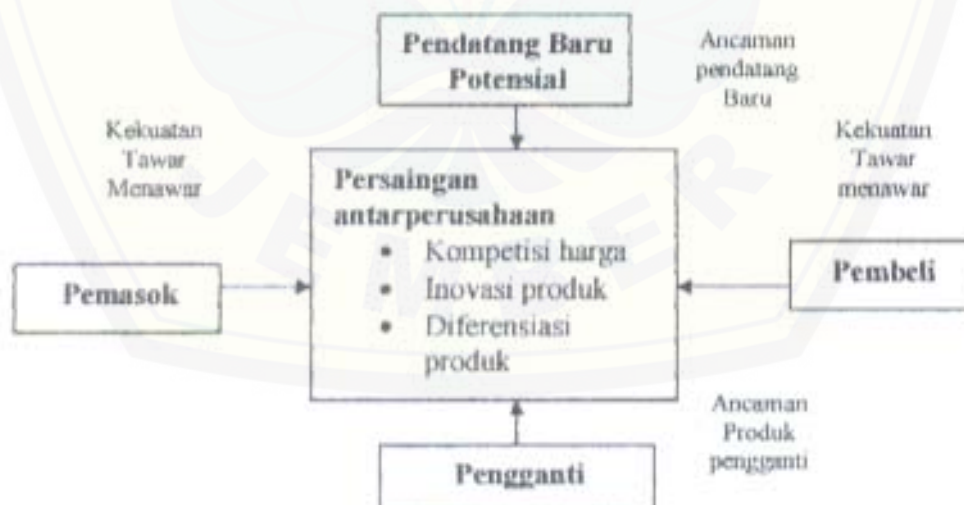 Pendatang Baru
Potensial
Ancaman
pendatang
Baru
Kekuatan
Tawar
Menawar
Kekuatan
Tawar
menawar
Persaingan
antarperusahaan
• Kompetisi harga
• Inovasi produk
• Diferensiasi
produk
Pemasok
Pembeli
Ancaman
Produk
pengganti
Pengganti
JEMBER